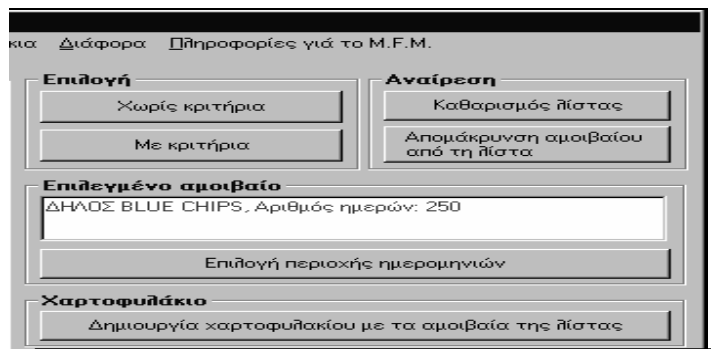 κια Διάφορα Πληροφορίες γιά το M.F.M.
Επιλογή
Χωρίς κριτήρια
Με κριτήρια
Αναίρεση
Καθαρισμός λίστας
Απομάκρυνση αμοιβαίου
από τη λίστα
Επιλεγμένο αμοιβαίο
ΔΗΛΟΣ BLUE CHIPS, Αριθμός ημερών: 250
Επιλογή περιοχής ημερομηνιών
Χαρτοφυλάκιο
Δημιουργία χαρτοφυλακίου με τα αμοιβαία της λίστας